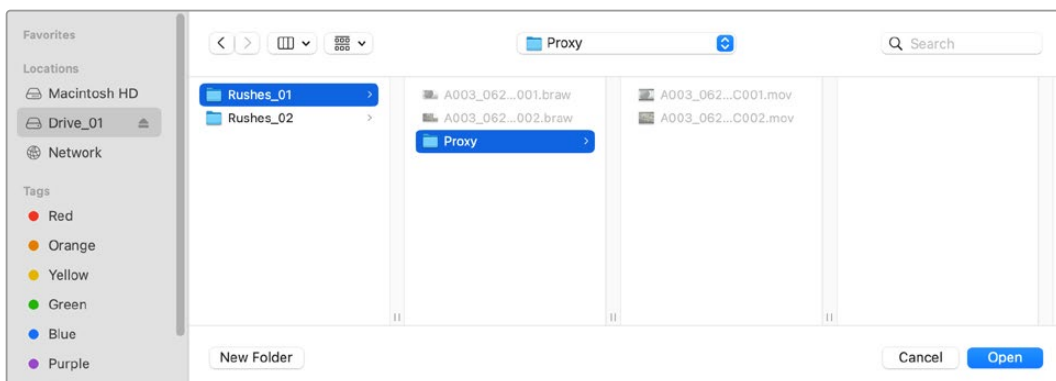 Favorites
Locations
Macintosh HD
Drive_01
Network
Tags
Red
Orange
Yellow
Green
Blue
Purple
Proxy
Search
Rushes_01
Rushes_02
A003_062...001.braw
A003_062...002.braw
Proxy
A003_062...C001.mov
A003_062...C002.mov
New Folder
Cancel
Open